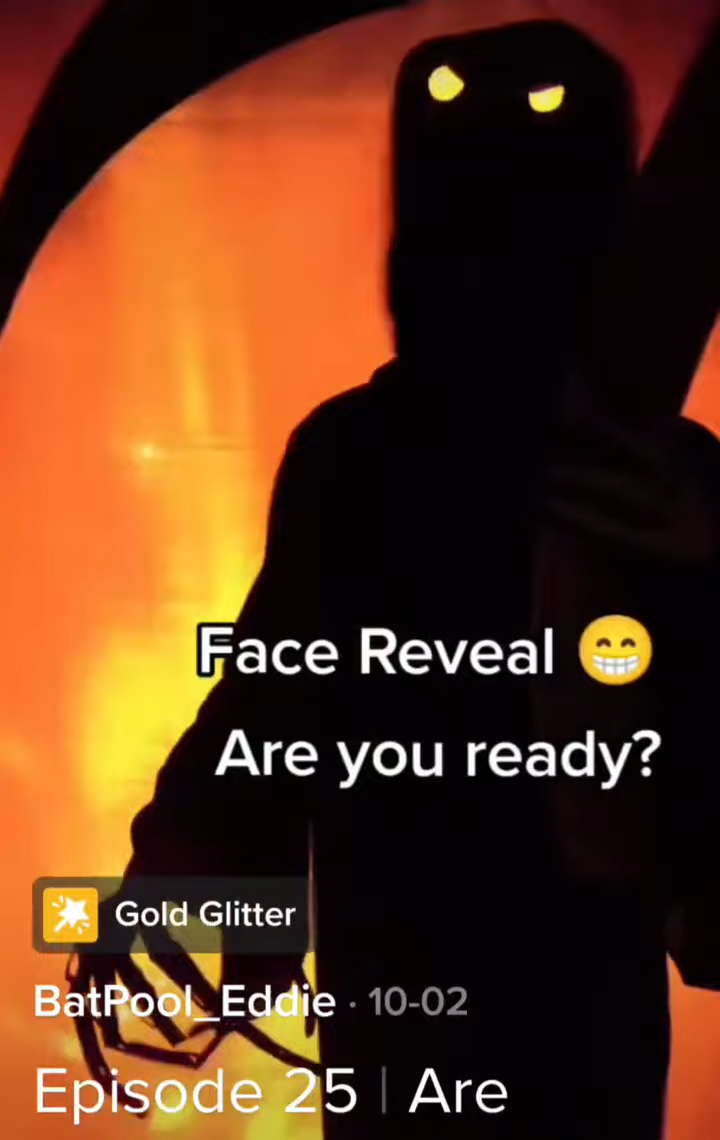 Face Reveal 😁
Are you ready?
Gold Glitter
BatPool_Eddie · 10-02
Episode 25 | Are